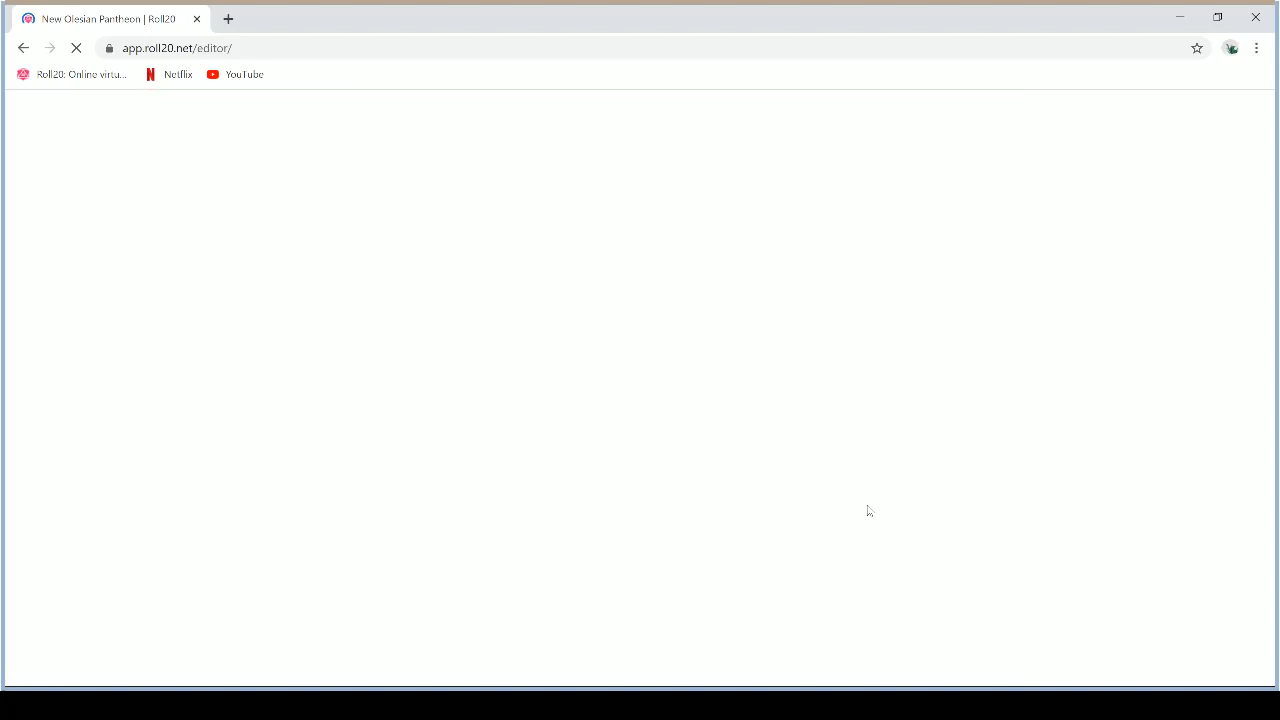 New Olesian Pantheon | Roll20
app.roll20.net/editor/
Roll20: Online virtu...
Netflix
YouTube